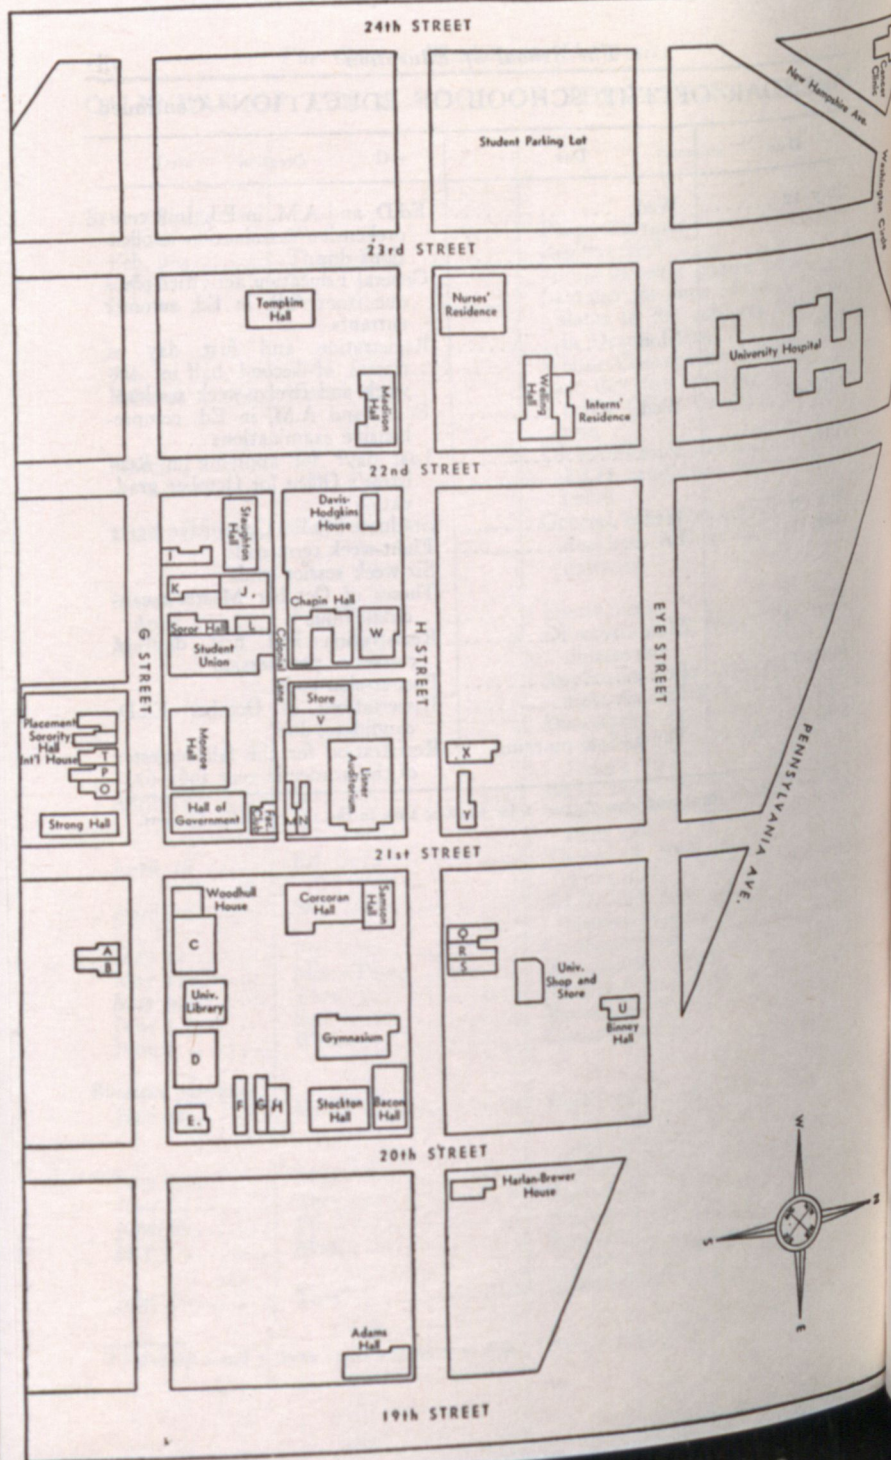 24th STREET
Cancer
Clinic
New Hampshire Ave.
Washington Circle
Student Parking Lot
23rd STREET
Tompkins
Hall
Nurses'
Residence
University Hospital
Madison
Hall
Welling
Hall
Interns'
Residence
22nd STREET
Staughton
Hall
Davis-
Hodgkins
House
I
K
J
Chapin Hall
Soror Hall
L
W
Student
Union
G STREET
Colonial Lane
H STREET
EYE STREET
Placement
Sorority
Hall
Int'l House
T
P
O
Strong Hall
Monroe
Hall
Store
V
Lisner
Auditorium
X
Y
PENNSYLVANIA AVE.
Hall of
Government
Fac.
Club
M
N
21st STREET
Woodhull
House
Corcoran
Hall
Samson
Hall
A
B
C
Q
R
S
Univ.
Shop and
Store
Univ.
Library
U
Binney
Hall
D
Gymnasium
E
F
G
H
Stockton
Hall
Bacon
Hall
20th STREET
Harlan-Brewer
House
W
N
S
E
Adams
Hall
19th STREET